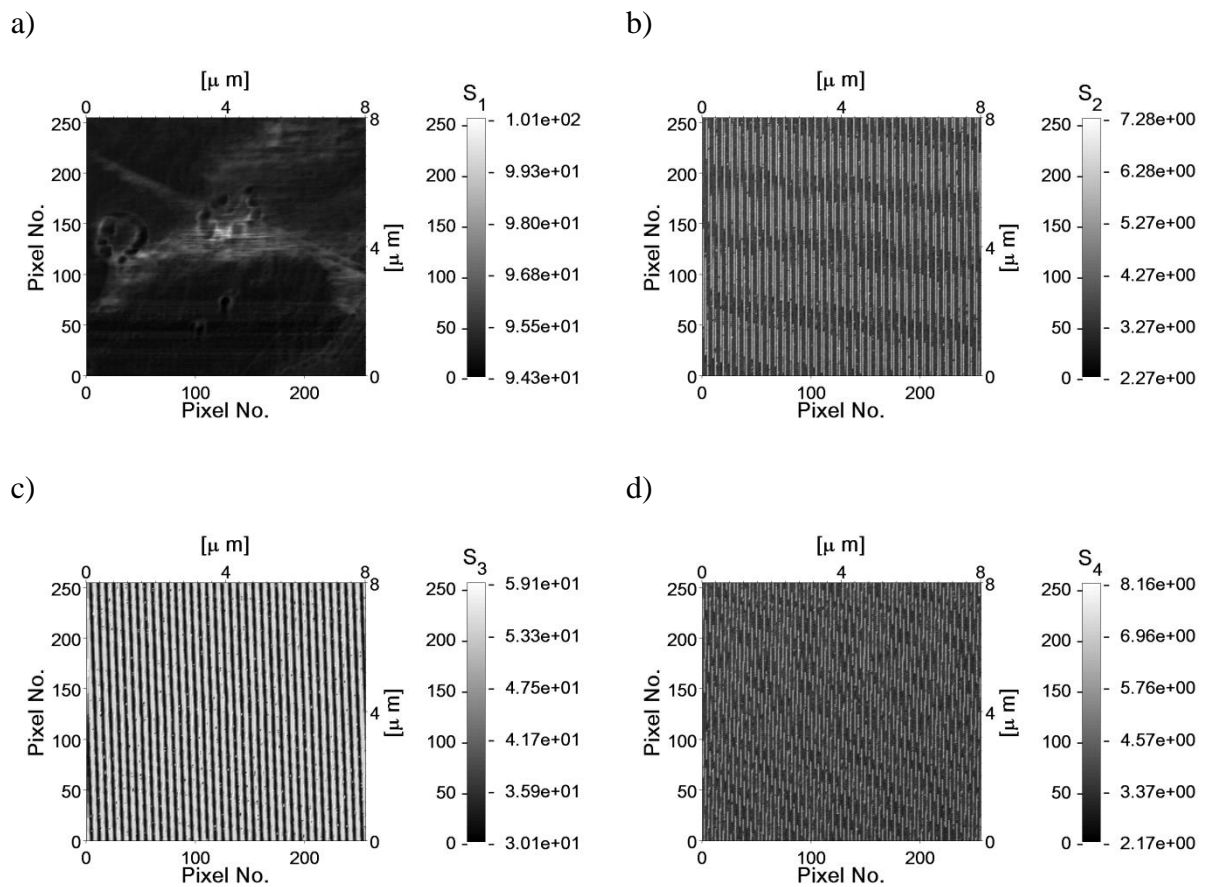 a)
[μ m]
0 4 8
S1
250 1.01e+02
200 9.93e+01
150 9.80e+01
100 9.68e+01
50 9.55e+01
0 9.43e+01
Pixel No.
250
200
150
100
50
0
8
4
0
[μ m]
0 100 200
Pixel No.
b)
[μ m]
0 4 8
S2
250 7.28e+00
200 6.28e+00
150 5.27e+00
100 4.27e+00
50 3.27e+00
0 2.27e+00
Pixel No.
250
200
150
100
50
0
8
4
0
[μ m]
0 100 200
Pixel No.
c)
[μ m]
0 4 8
S3
250 5.91e+01
200 5.33e+01
150 4.75e+01
100 4.17e+01
50 3.59e+01
0 3.01e+01
Pixel No.
250
200
150
100
50
0
8
4
0
[μ m]
0 100 200
Pixel No.
d)
[μ m]
0 4 8
S4
250 8.16e+00
200 6.96e+00
150 5.76e+00
100 4.57e+00
50 3.37e+00
0 2.17e+00
Pixel No.
250
200
150
100
50
0
8
4
0
[μ m]
0 100 200
Pixel No.